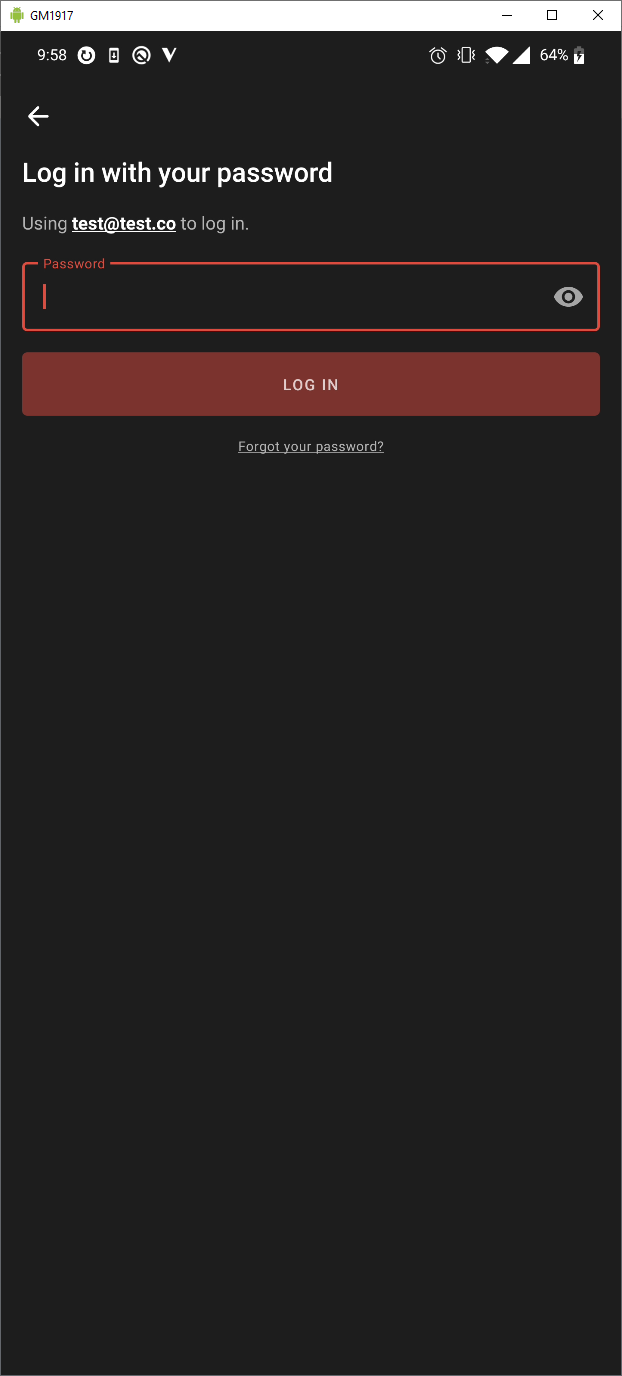 GM1917
9:58 64%
Log in with your password
Using test@test.co to log in.
Password
LOG IN
Forgot your password?